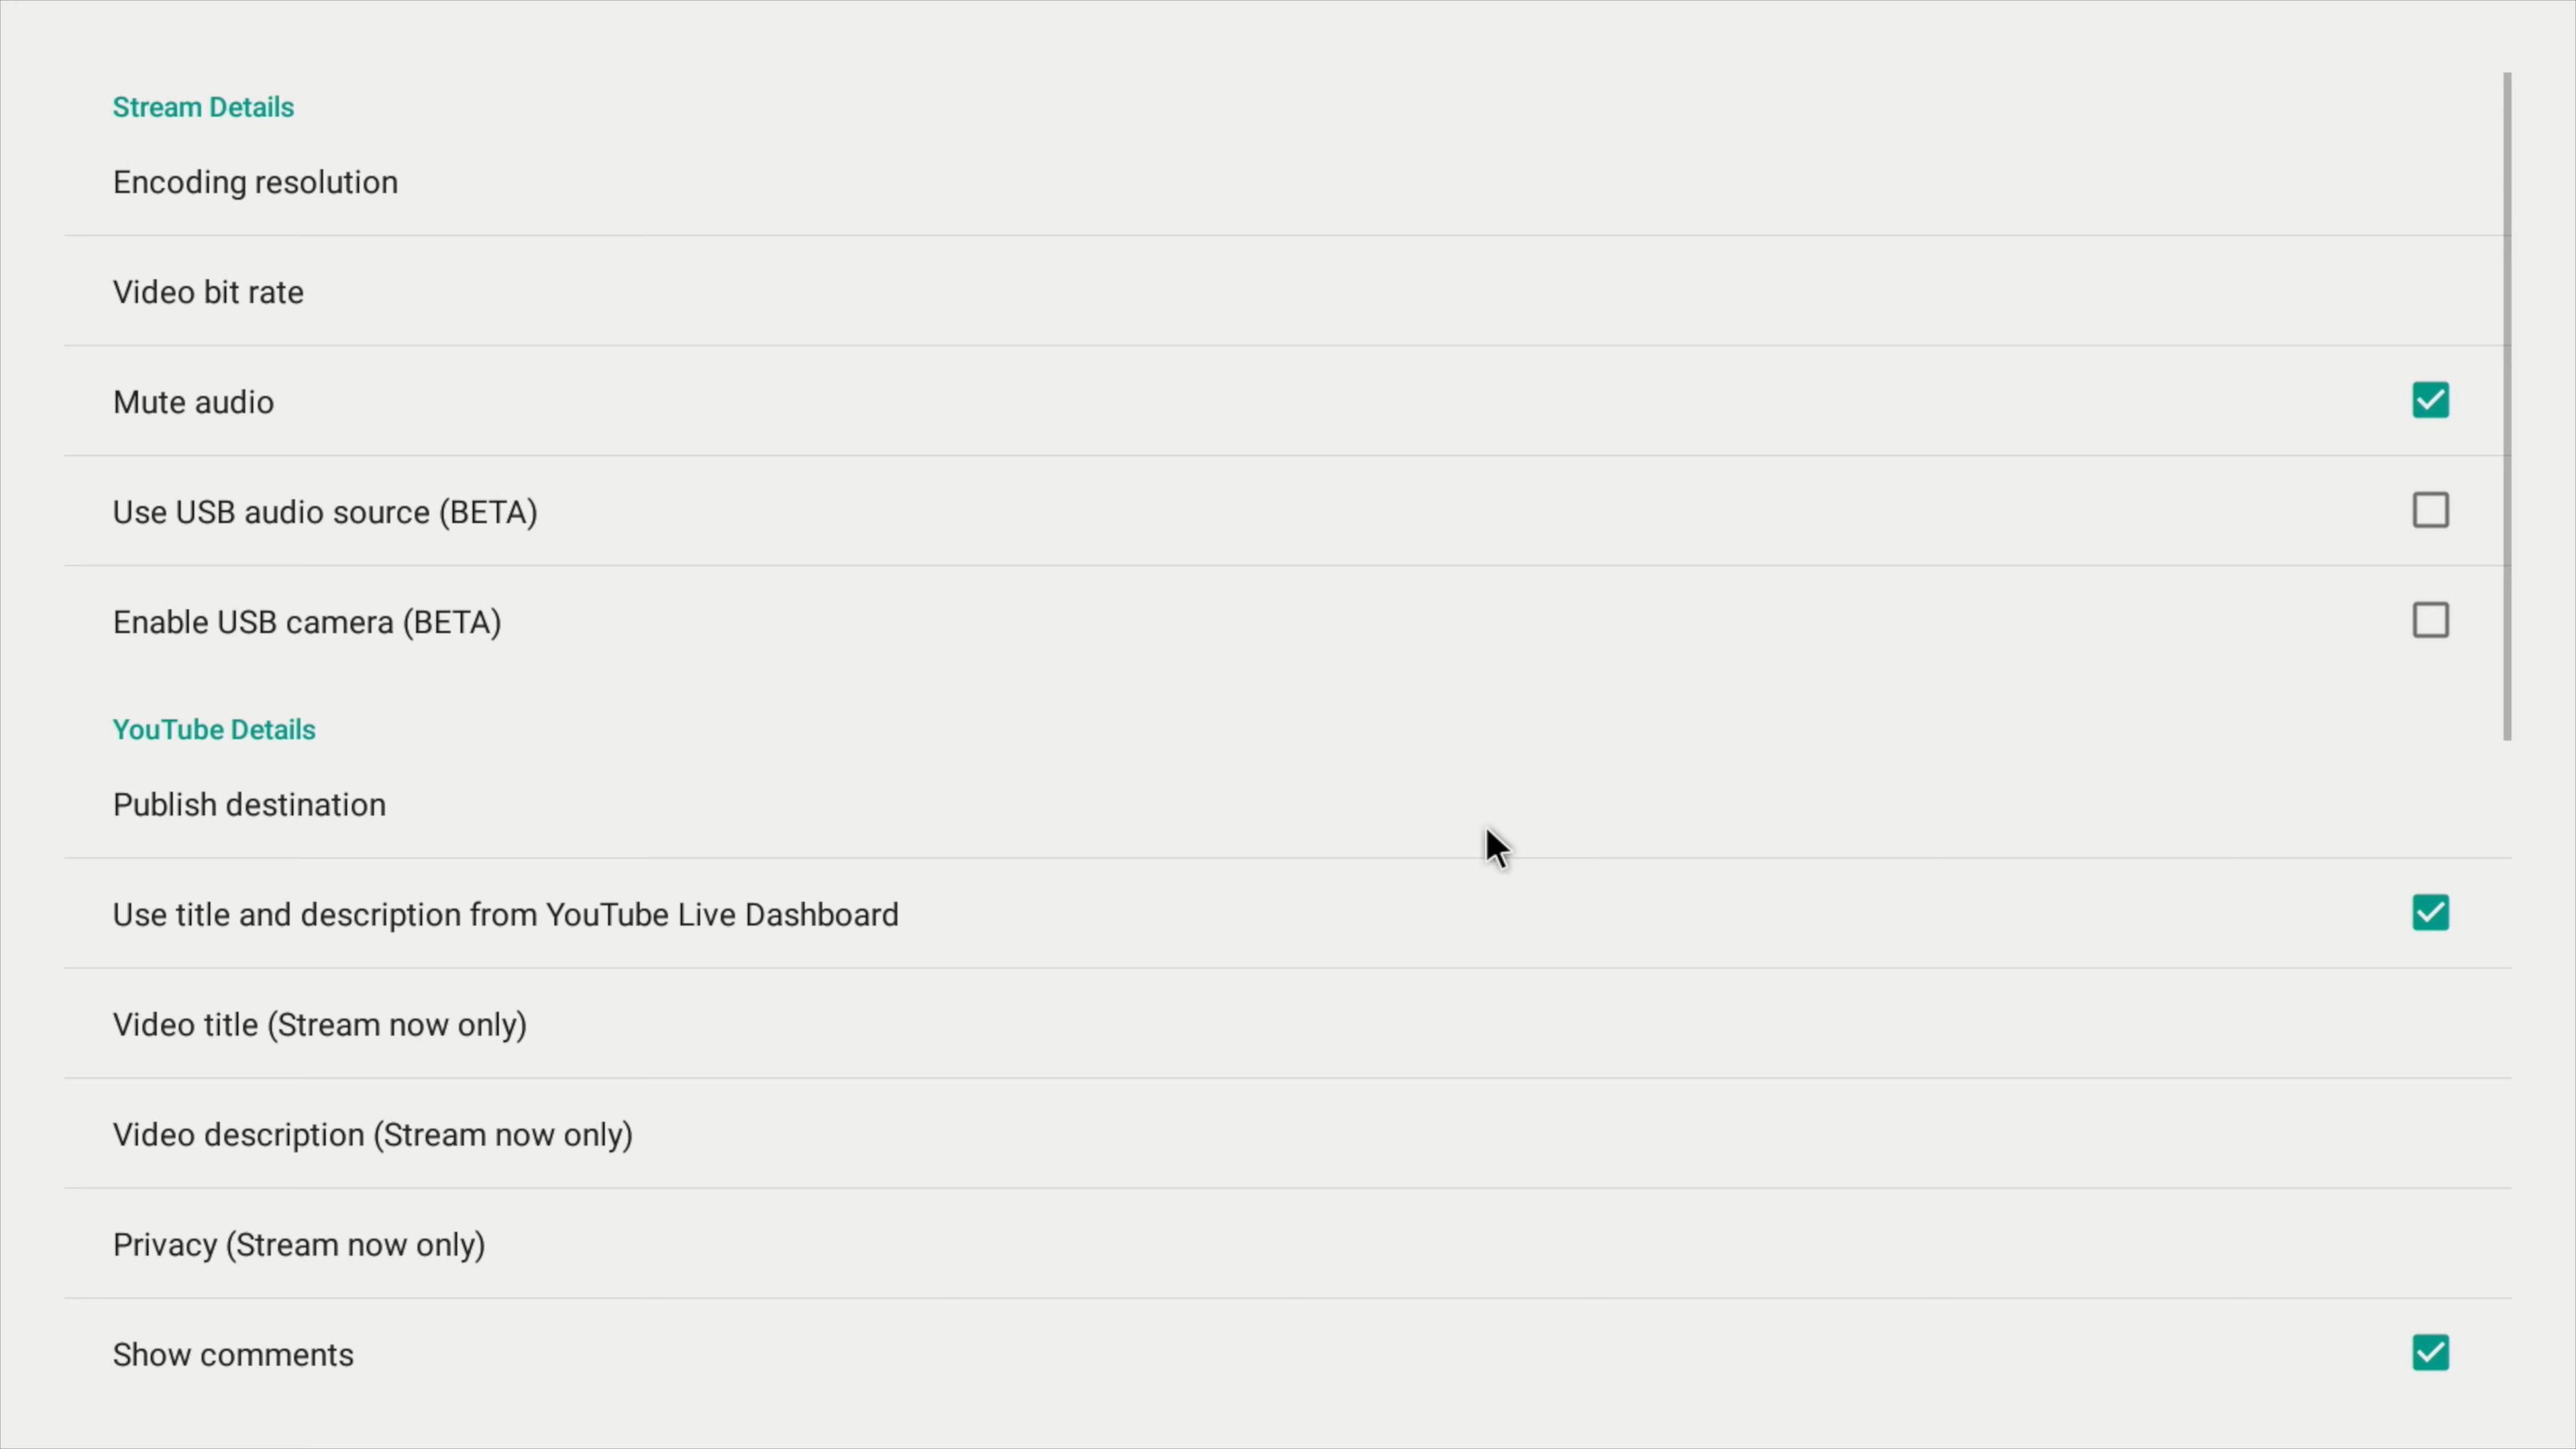 Stream Details
Encoding resolution
Video bit rate
Mute audio
Use USB audio source (BETA)
Enable USB camera (BETA)
YouTube Details
Publish destination
Use title and description from YouTube Live Dashboard
Video title (Stream now only)
Video description (Stream now only)
Privacy (Stream now only)
Show comments